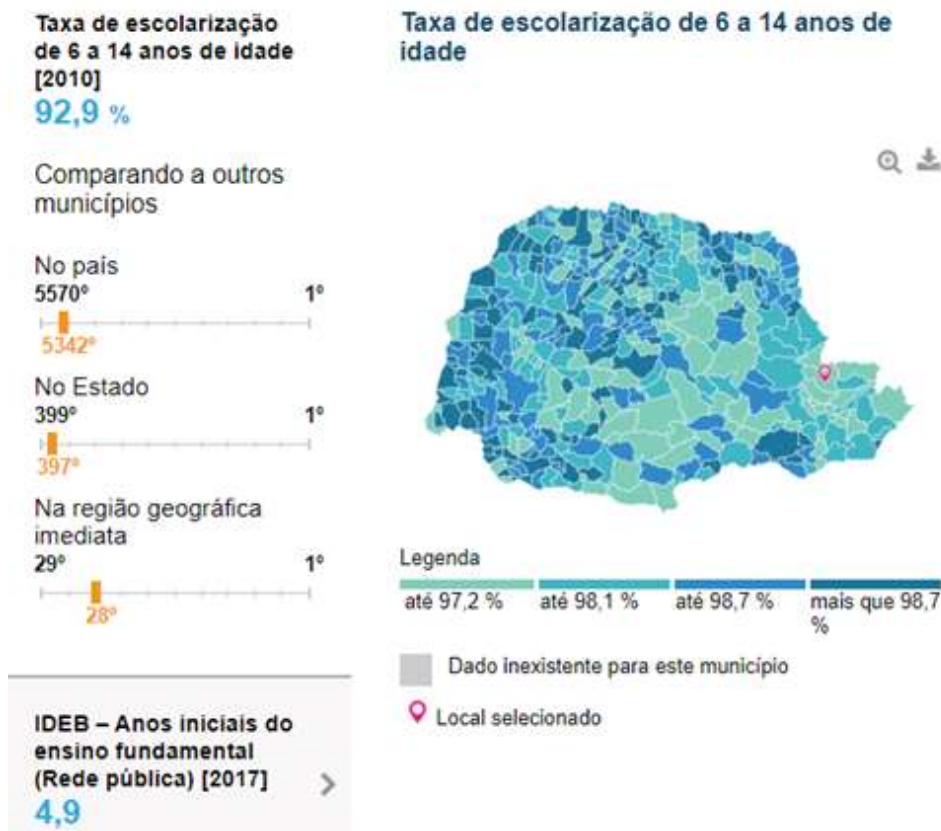 Taxa de escolarização
de 6 a 14 anos de idade
[2010]
92,9 %
Comparando a outros
municípios
No país
5570º 1º
5342º
No Estado
399º 1º
397º
Na região geográfica
imediata
29º 1º
28º
IDEB – Anos iniciais do
ensino fundamental
(Rede pública) [2017]
4,9
Taxa de escolarização de 6 a 14 anos de
idade
Legenda
até 97,2 % até 98,1 % até 98,7 % mais que 98,7
%
Dado inexistente para este município
Local selecionado